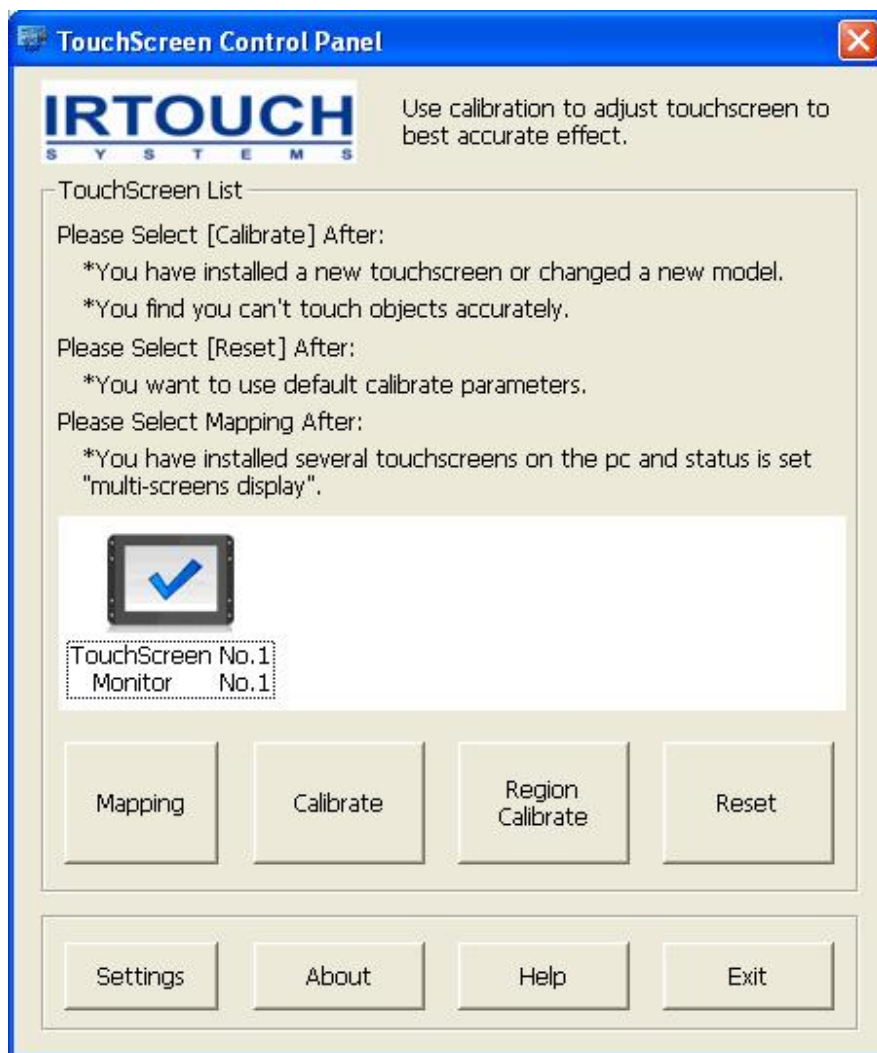 TouchScreen Control Panel
IRTOUCH
SYSTEMS
Use calibration to adjust touchscreen to
best accurate effect.
TouchScreen List
Please Select [Calibrate] After:
*You have installed a new touchscreen or changed a new model.
*You find you can't touch objects accurately.
Please Select [Reset] After:
*You want to use default calibrate parameters.
Please Select Mapping After:
*You have installed several touchscreens on the pc and status is set
"multi-screens display".
TouchScreen No.1
Monitor No.1
Mapping
Calibrate
Region
Calibrate
Reset
Settings
About
Help
Exit